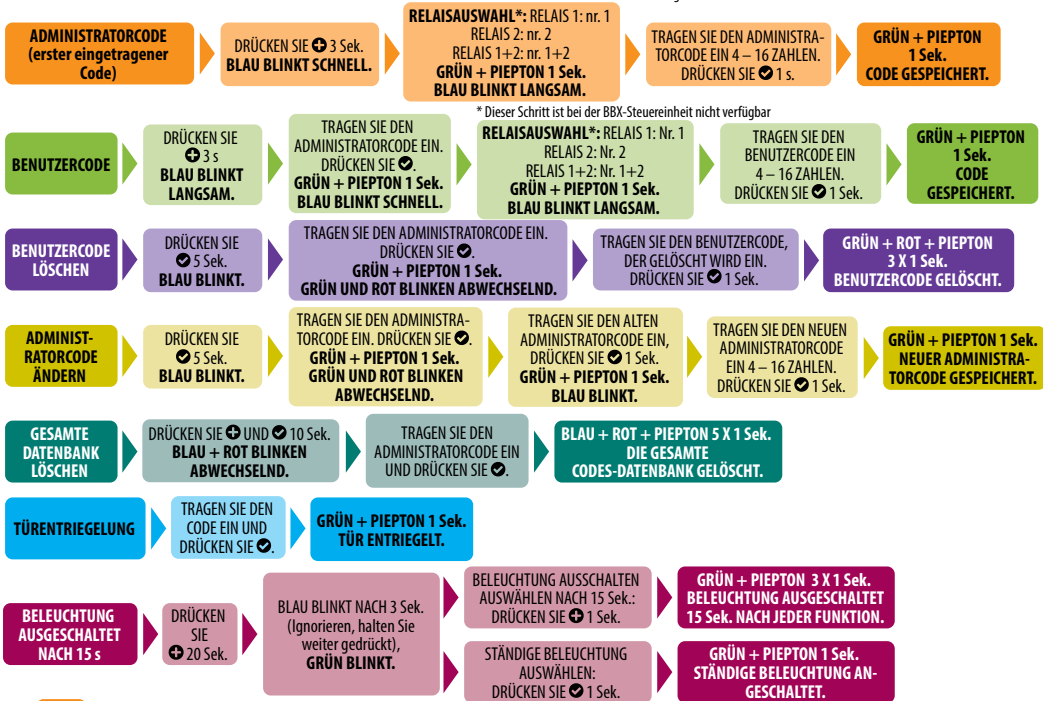 ADMINISTRATORCODE
(erster eingetragener
Code)
DRÜCKEN SIE ➕ 3 Sek.
BLAU BLINKT SCHNELL.
RELAISAUSWAHL*: RELAIS 1: nr. 1
RELAIS 2: nr. 2
RELAIS 1+2: nr. 1+2
GRÜN + PIEPTON 1 Sek.
BLAU BLINKT LANGSAM.
TRAGEN SIE DEN ADMINISTRA-
TORCODE EIN 4 – 16 ZAHLEN.
DRÜCKEN SIE ✔ 1 s.
GRÜN + PIEPTON
1 Sek.
CODE GESPEICHERT.
* Dieser Schritt ist bei der BBX-Steuereinheit nicht verfügbar
BENUTZERCODE
DRÜCKEN SIE
➕ 3 s
BLAU BLINKT
LANGSAM.
TRAGEN SIE DEN
ADMINISTRATORCODE EIN.
DRÜCKEN SIE ✔.
GRÜN + PIEPTON 1 Sek.
BLAU BLINKT SCHNELL.
RELAISAUSWAHL*: RELAIS 1: Nr. 1
RELAIS 2: Nr. 2
RELAIS 1+2: Nr. 1+2
GRÜN + PIEPTON 1 Sek.
BLAU BLINKT LANGSAM.
TRAGEN SIE DEN
BENUTZERCODE EIN
4 – 16 ZAHLEN.
DRÜCKEN SIE ✔ 1 Sek.
GRÜN + PIEPTON
1 Sek.
CODE
GESPEICHERT.
BENUTZERCODE
LÖSCHEN
DRÜCKEN SIE
✔ 5 Sek.
BLAU BLINKT.
TRAGEN SIE DEN ADMINISTRATORCODE EIN.
DRÜCKEN SIE ✔.
GRÜN + PIEPTON 1 Sek.
GRÜN UND ROT BLINKEN ABWECHSELND.
TRAGEN SIE DEN BENUTZERCODE,
DER GELÖSCHT WIRD EIN.
DRÜCKEN SIE ✔ 1 Sek.
GRÜN + ROT + PIEPTON
3 X 1 Sek.
BENUTZERCODE GELÖSCHT.
ADMINIST-
RATORCODE
ÄNDERN
DRÜCKEN SIE
✔ 5 Sek.
BLAU BLINKT.
TRAGEN SIE DEN ADMINISTRA-
TORCODE EIN. DRÜCKEN SIE ✔.
GRÜN + PIEPTON 1 Sek.
GRÜN UND ROT BLINKEN
ABWECHSELND.
TRAGEN SIE DEN ALTEN
ADMINISTRATORCODE EIN,
DRÜCKEN SIE ✔ 1 Sek.
GRÜN + PIEPTON 1 Sek.
BLAU BLINKT.
TRAGEN SIE DEN NEUEN
ADMINISTRATORCODE
EIN 4 – 16 ZAHLEN.
DRÜCKEN SIE ✔ 1 Sek.
GRÜN + PIEPTON 1 Sek.
NEUER ADMINISTRA-
TORCODE GESPEICHERT.
GESAMTE
DATENBANK
LÖSCHEN
DRÜCKEN SIE ➕ UND ✔ 10 Sek.
BLAU + ROT BLINKEN
ABWECHSELND.
TRAGEN SIE DEN
ADMINISTRATORCODE EIN
UND DRÜCKEN SIE ✔.
BLAU + ROT + PIEPTON 5 X 1 Sek.
DIE GESAMTE
CODES-DATENBANK GELÖSCHT.
TÜRENTRIEGELUNG
TRAGEN SIE DEN
CODE EIN UND
DRÜCKEN SIE ✔.
GRÜN + PIEPTON 1 Sek.
TÜR ENTRIEGELT.
BELEUCHTUNG
AUSGESCHALTET
NACH 15 s
DRÜCKEN
SIE
➕ 20 Sek.
BLAU BLINKT NACH 3 Sek.
(Ignorieren, halten Sie
weiter gedrückt),
GRÜN BLINKT.
BELEUCHTUNG AUSSCHALTEN
AUSWÄHLEN NACH 15 Sek.:
DRÜCKEN SIE ➕ 1 Sek.
GRÜN + PIEPTON 3 X 1 Sek.
BELEUCHTUNG AUSGESCHALTET
15 Sek. NACH JEDER FUNKTION.
STÄNDIGE BELEUCHTUNG
AUSWÄHLEN:
DRÜCKEN SIE ✔ 1 Sek.
GRÜN + PIEPTON 1 Sek.
STÄNDIGE BELEUCHTUNG AN-
GESCHALTET.